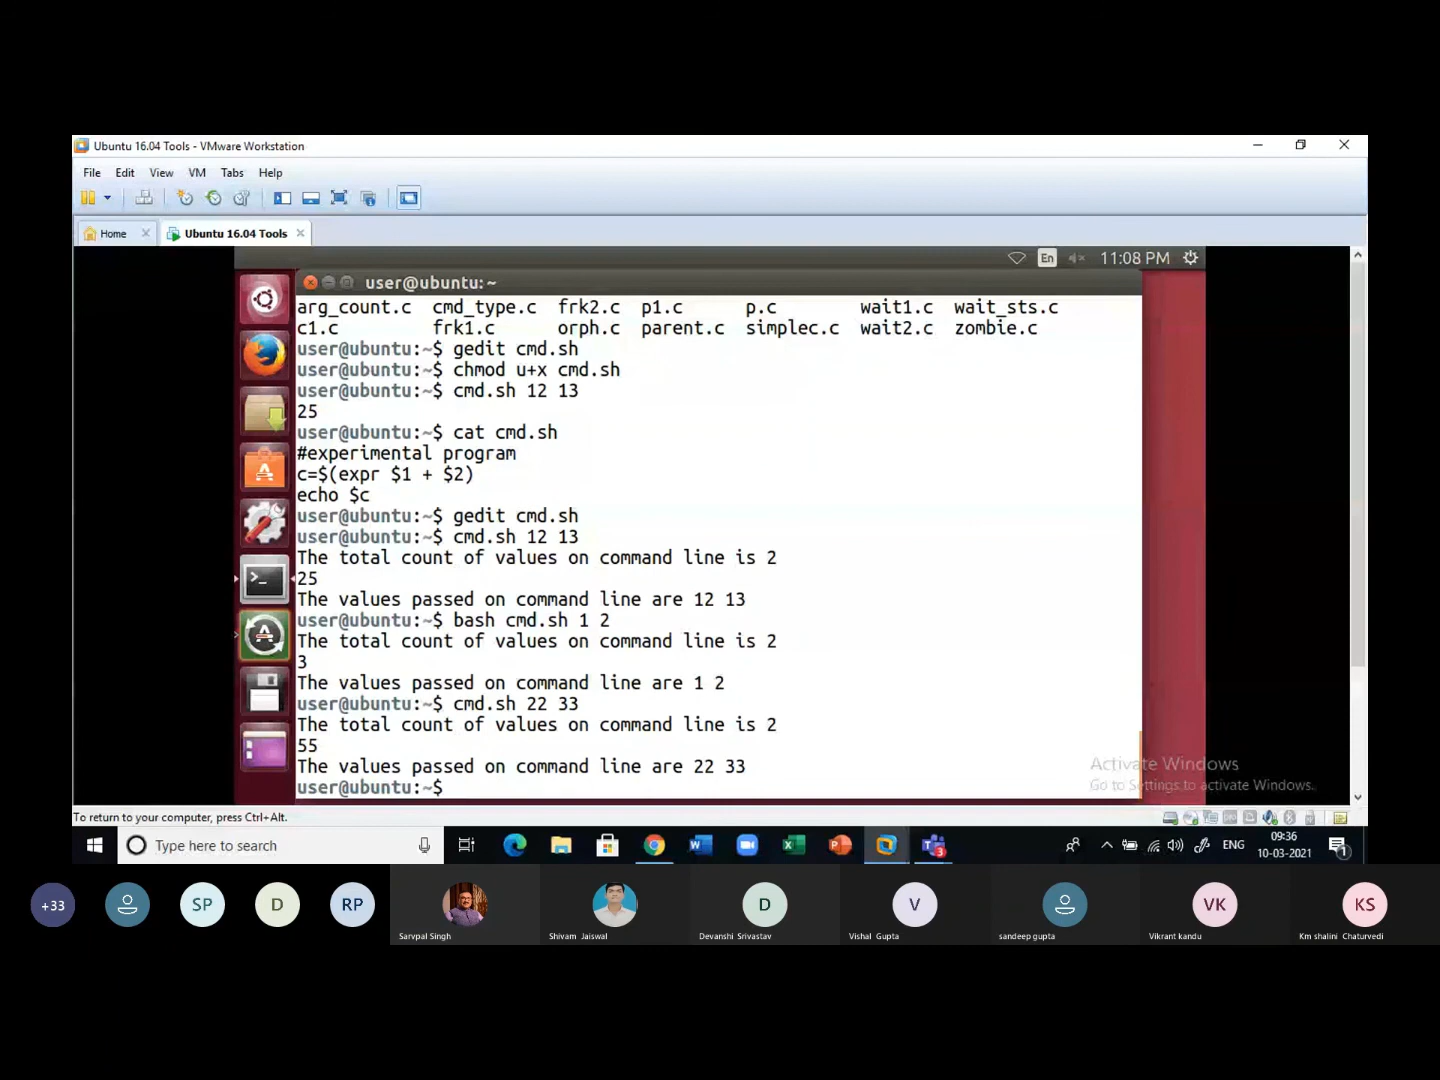 Ubuntu 16.04 Tools - VMware Workstation
File Edit View VM Tabs Help
Home Ubuntu 16.04 Tools
En 11:08 PM
user@ubuntu: ~
arg_count.c cmd_type.c frk2.c p1.c p.c wait1.c wait_sts.c
c1.c frk1.c orph.c parent.c simplec.c wait2.c zombie.c
user@ubuntu:~$ gedit cmd.sh
user@ubuntu:~$ chmod u+x cmd.sh
user@ubuntu:~$ cmd.sh 12 13
25
user@ubuntu:~$ cat cmd.sh
#experimental program
c=$(expr $1 + $2)
echo $c
user@ubuntu:~$ gedit cmd.sh
user@ubuntu:~$ cmd.sh 12 13
The total count of values on command line is 2
25
The values passed on command line are 12 13
user@ubuntu:~$ bash cmd.sh 1 2
The total count of values on command line is 2
3
The values passed on command line are 1 2
user@ubuntu:~$ cmd.sh 22 33
The total count of values on command line is 2
55
The values passed on command line are 22 33
user@ubuntu:~$
Activate Windows
Go to Settings to activate Windows.
To return to your computer, press Ctrl+Alt.
Type here to search
ENG
09:36
10-03-2021
1
3
+33 SP D RP D V VK KS
Sarvpal Singh Shivam Jaiswal Devanshi Srivastav Vishal Gupta sandeep gupta Vikrant kandu Km shalini Chaturvedi